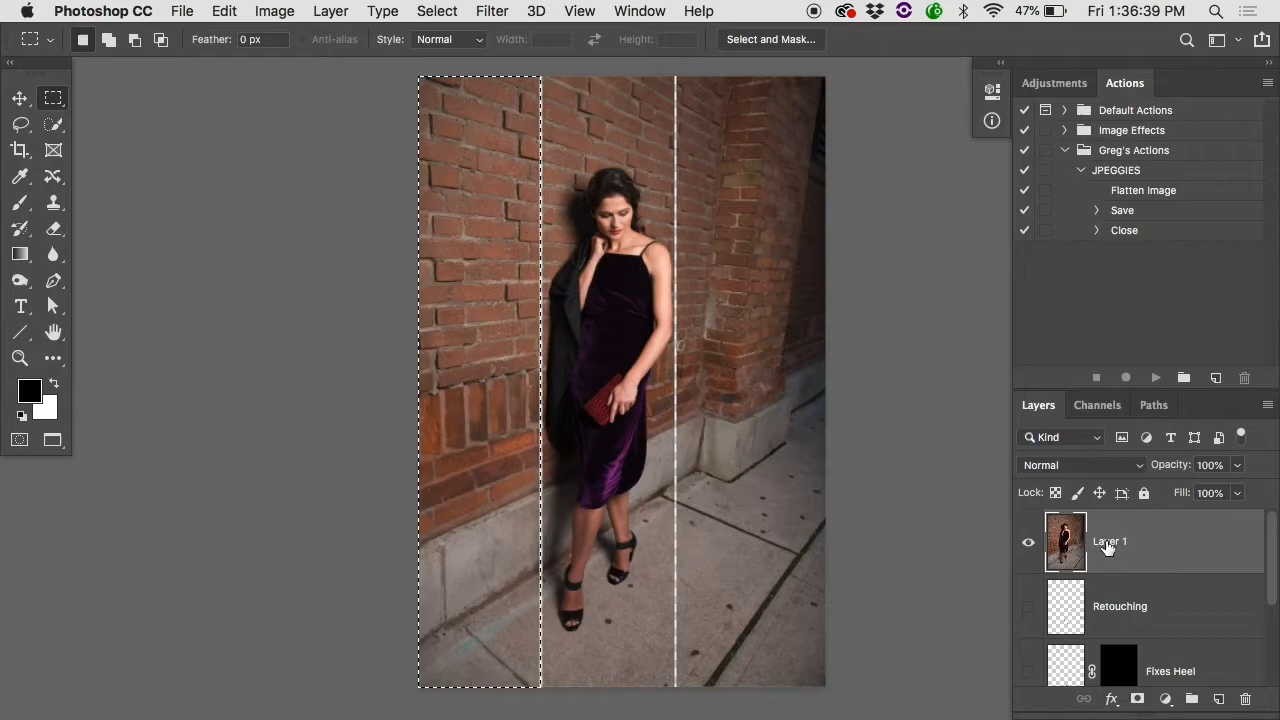 Photoshop CC File Edit Image Layer Type Select Filter 3D View Window Help 47% Fri 1:36:39 PM
Feather: 0 px Anti-alias Style: Normal Width: Height: Select and Mask...
Adjustments Actions
Default Actions
Image Effects
Greg's Actions
JPEGGIES
Flatten Image
Save
Close
Layers Channels Paths
Kind
Normal Opacity: 100%
Lock: Fill: 100%
Layer 1
Retouching
Fixes Heel